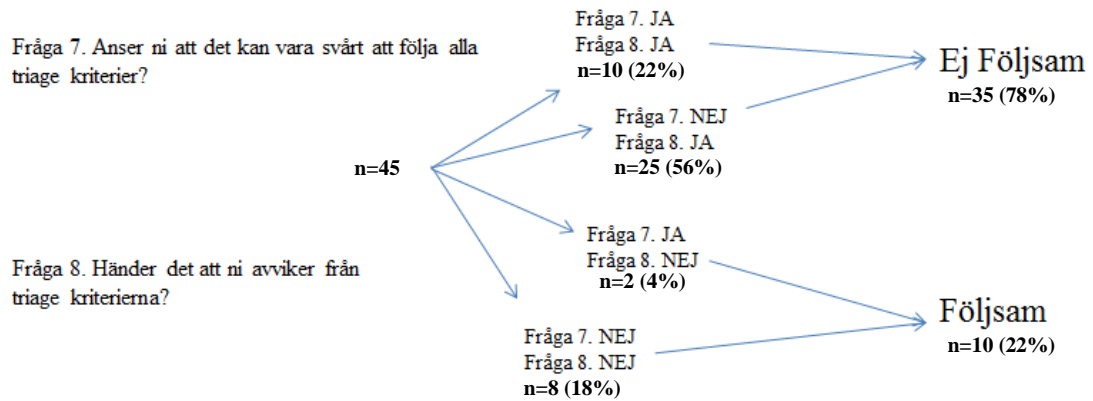 Fråga 7. Anser ni att det kan vara svårt att följa alla
triage kriterier?
Fråga 7. JA
Fråga 8. JA
n=10 (22%)
Ej Följsam
n=35 (78%)
Fråga 7. NEJ
Fråga 8. JA
n=25 (56%)
n=45
Fråga 7. JA
Fråga 8. NEJ
n=2 (4%)
Fråga 8. Händer det att ni avviker från
triage kriterierna?
Följsam
n=10 (22%)
Fråga 7. NEJ
Fråga 8. NEJ
n=8 (18%)